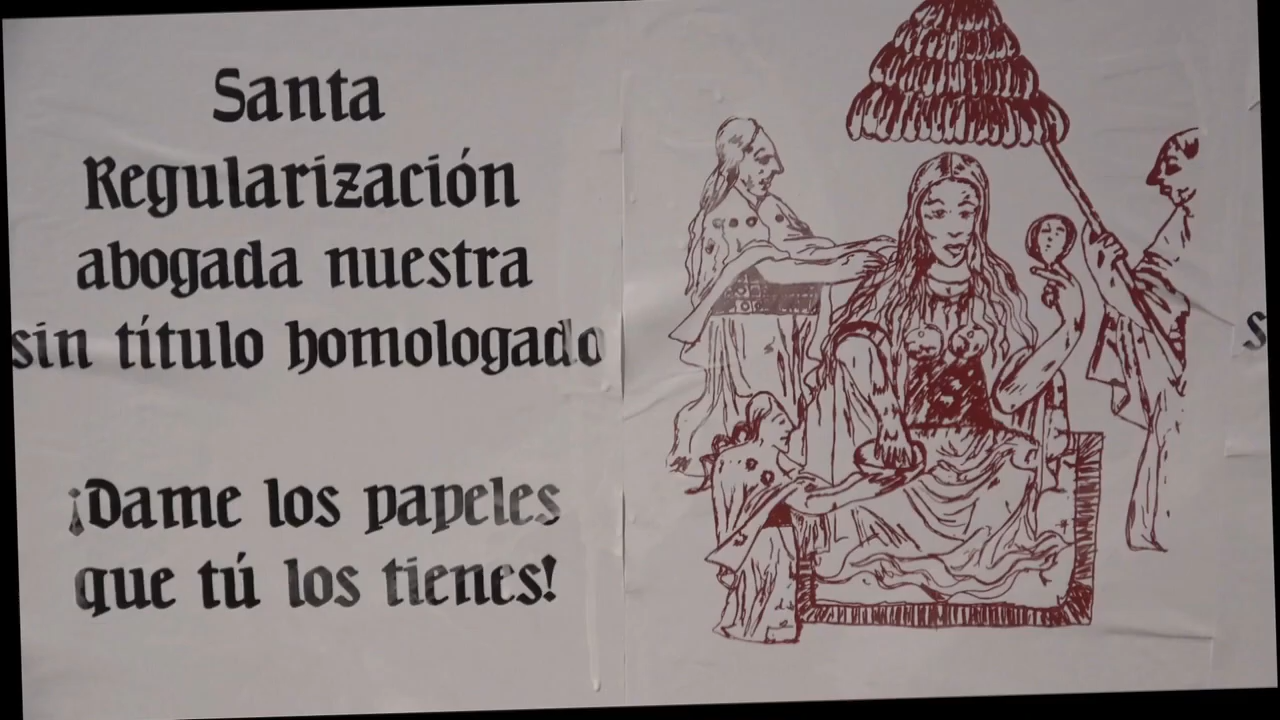 Santa
Regularización
abogada nuestra
sin título homologado
¡Dame los papeles
que tú los tienes!